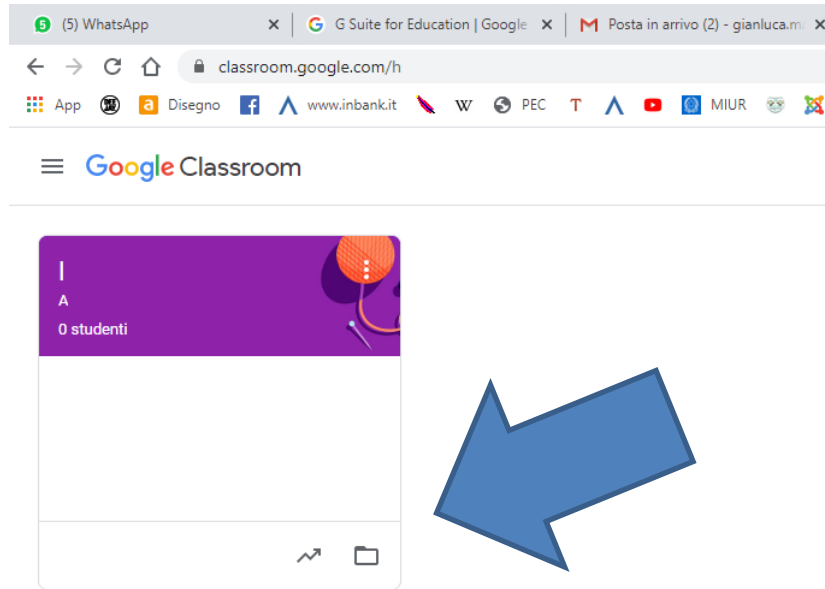 5 (5) WhatsApp G G Suite for Education | Google M Posta in arrivo (2) - gianluca.m
classroom.google.com/h
App a Disegno f www.inbank.it W PEC T MIUR
Google Classroom
I
A
0 studenti